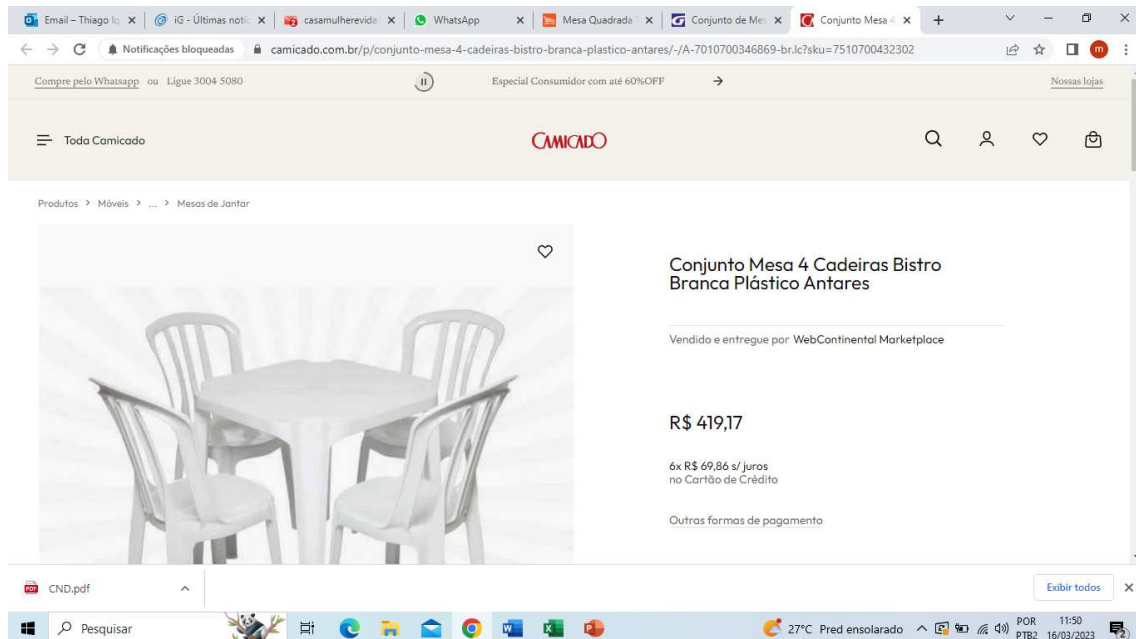 Email – Thiago Iq
iG - Últimas notíc
casamulherevida
WhatsApp
Mesa Quadrada T
Conjunto de Mes
Conjunto Mesa 4
Notificações bloqueadas
camicado.com.br/p/conjunto-mesa-4-cadeiras-bistro-branca-plastico-antares/-/A-7010700346869-br.lc?sku=7510700432302
m
Compre pelo Whatsapp ou Ligue 3004 5080
Especial Consumidor com até 60%OFF
Nossas lojas
Toda Camicado
CAMICADO
Produtos > Móveis > ... > Mesas de Jantar
Conjunto Mesa 4 Cadeiras Bistro
Branca Plástico Antares
Vendido e entregue por WebContinental Marketplace
R$ 419,17
6x R$ 69,86 s/ juros
no Cartão de Crédito
Outras formas de pagamento
PDF
CND.pdf
Exibir todos
Pesquisar
27°C Pred ensolarado
POR
PTB2
11:50
16/03/2023